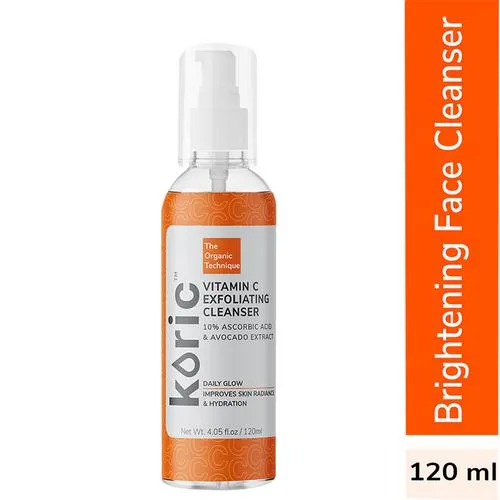 The
Organic
Technique
koric™
VITAMIN C
EXFOLIATING
CLEANSER
10% ASCORBIC ACID
& AVOCADO EXTRACT
DAILY GLOW
IMPROVES SKIN RADIANCE
& HYDRATION
Net Wt. 4.05 fl.oz / 120ml
Brightening Face Cleanser
120 ml